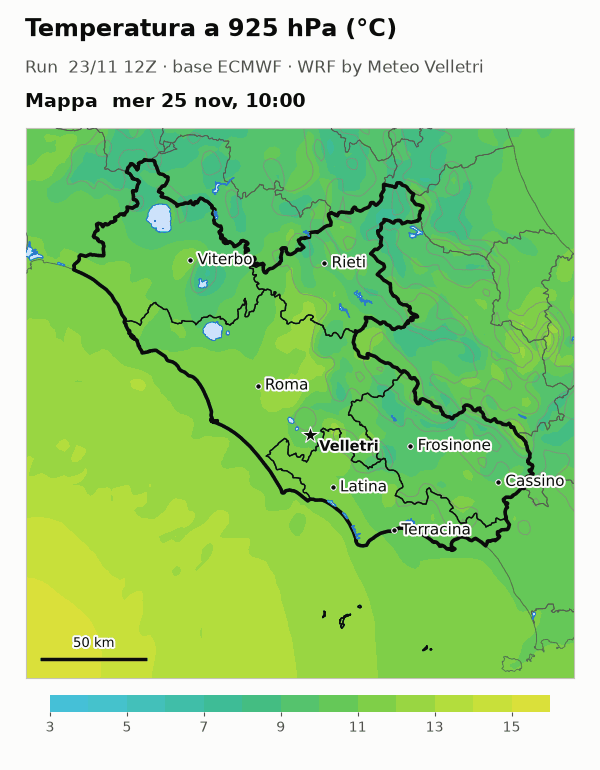 Temperatura a 925 hPa (°C)
Run  23/11 12Z · base ECMWF · WRF by Meteo Velletri
Mappa  mer 25 nov, 10:00
Viterbo
Rieti
Roma
Velletri
Frosinone
Latina
Cassino
Terracina
50 km
3 5 7 9 11 13 15